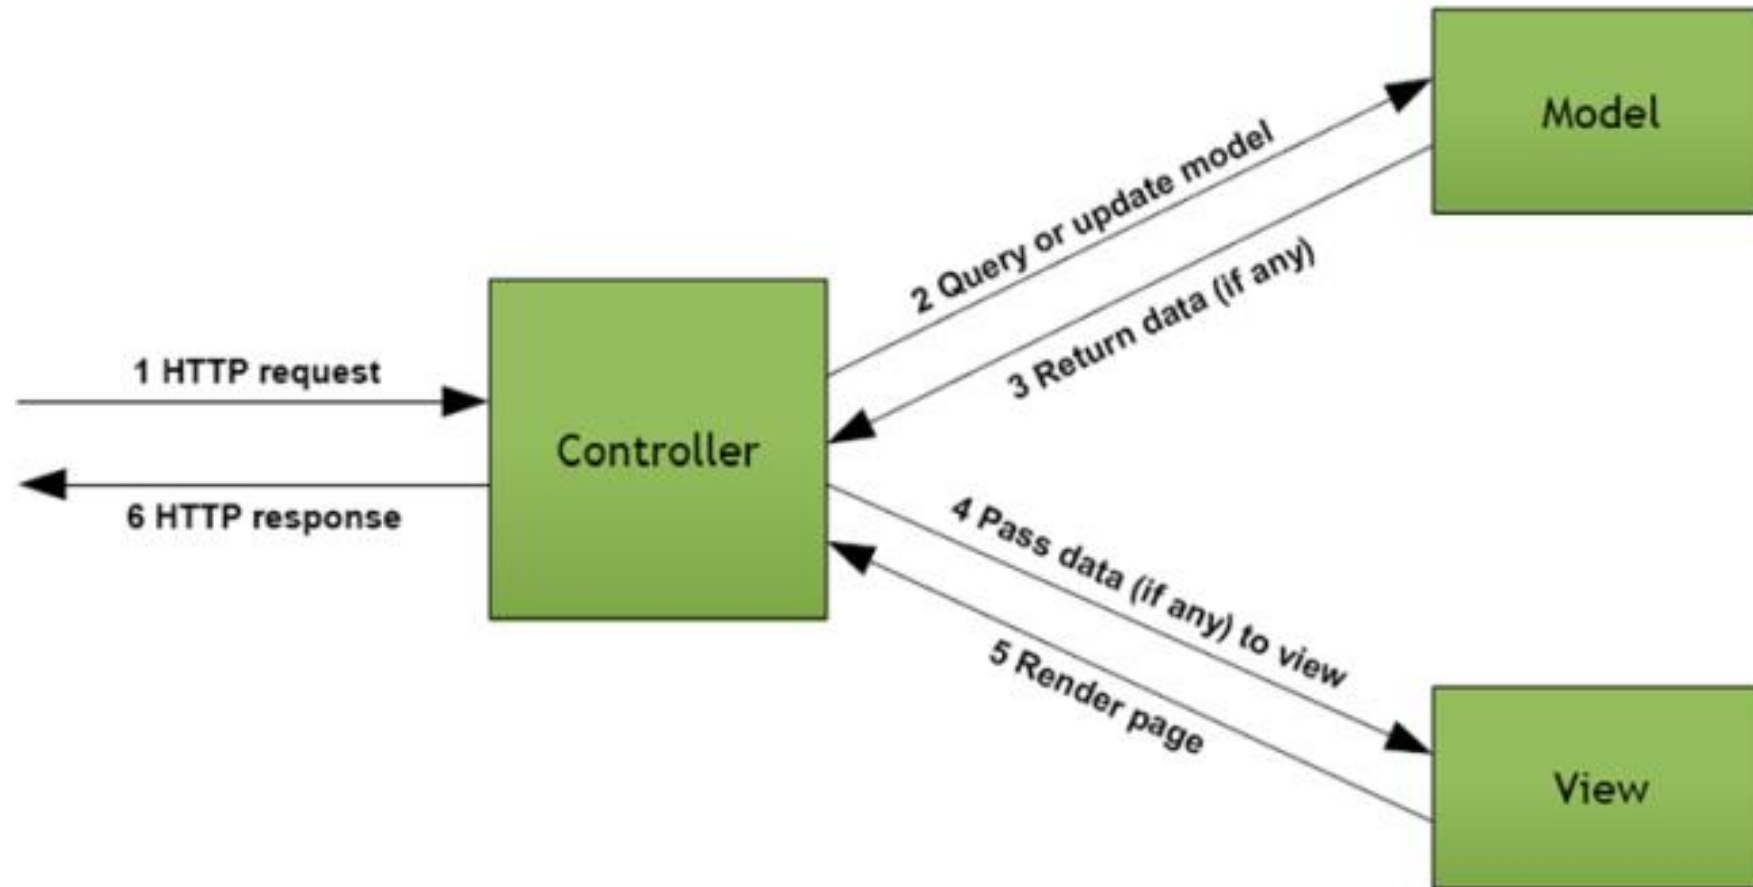 Model
2 Query or update model
3 Return data (if any)
1 HTTP request
Controller
6 HTTP response
4 Pass data (if any) to view
5 Render page
View